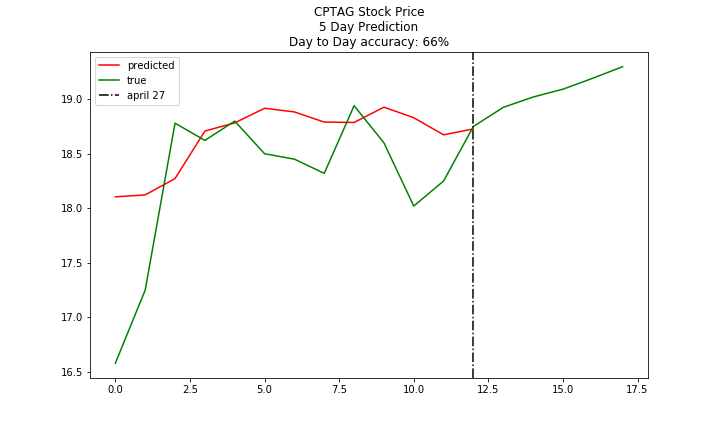 CPTAG Stock Price
5 Day Prediction
Day to Day accuracy: 66%
predicted
true
april 27
19.0
18.5
18.0
17.5
17.0
16.5
0.0 2.5 5.0 7.5 10.0 12.5 15.0 17.5